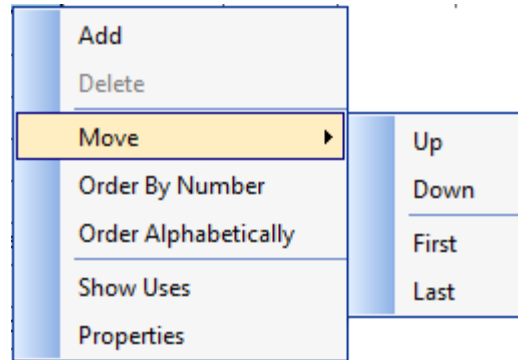 Add
Delete
Move
Order By Number
Order Alphabetically
Show Uses
Properties
Up
Down
First
Last